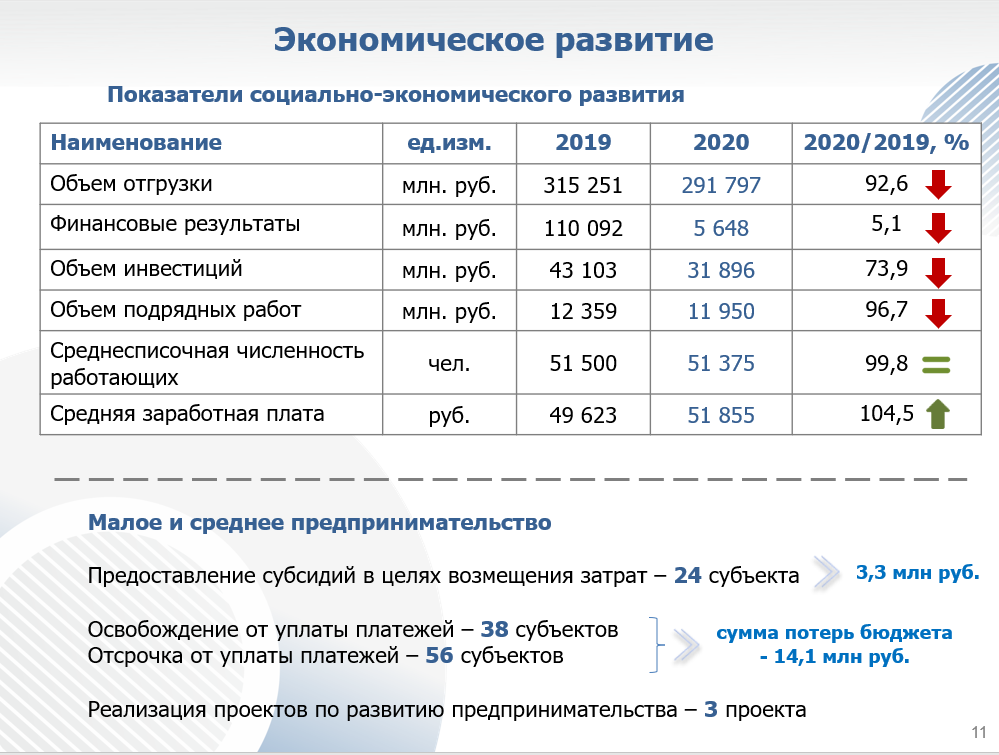 Экономическое развитие
Показатели социально-экономического развития
Наименование ед.изм. 2019 2020 2020/2019, %
Объем отгрузки млн. руб. 315 251 291 797 92,6
Финансовые результаты млн. руб. 110 092 5 648 5,1
Объем инвестиций млн. руб. 43 103 31 896 73,9
Объем подрядных работ млн. руб. 12 359 11 950 96,7
Среднесписочная численность
работающих чел. 51 500 51 375 99,8
Средняя заработная плата руб. 49 623 51 855 104,5
Малое и среднее предпринимательство
Предоставление субсидий в целях возмещения затрат – 24 субъекта 3,3 млн руб.
Освобождение от уплаты платежей – 38 субъектов
Отсрочка от уплаты платежей – 56 субъектов
сумма потерь бюджета
- 14,1 млн руб.
Реализация проектов по развитию предпринимательства – 3 проекта
11